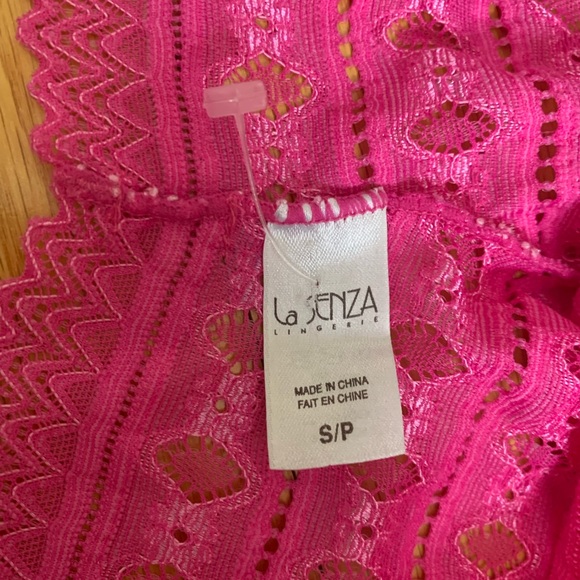 La SENZA
LINGERIE
MADE IN CHINA
FAIT EN CHINE
S/P